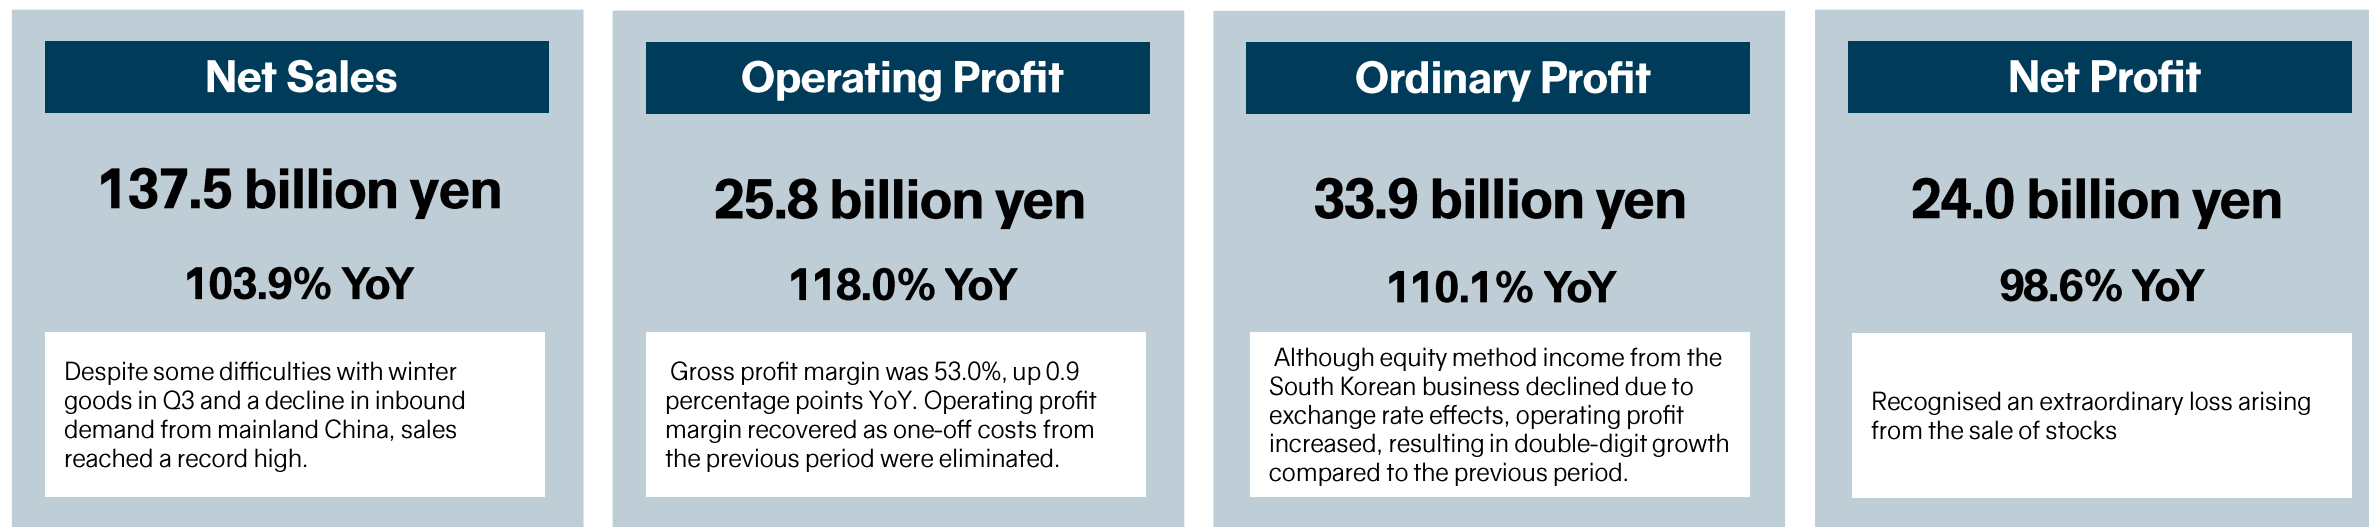 Net Sales
137.5 billion yen
103.9% YoY
Despite some difficulties with winter
goods in Q3 and a decline in inbound
demand from mainland China, sales
reached a record high.
Operating Profit
25.8 billion yen
118.0% YoY
Gross profit margin was 53.0%, up 0.9
percentage points YoY. Operating profit
margin recovered as one-off costs from
the previous period were eliminated.
Ordinary Profit
33.9 billion yen
110.1% YoY
Although equity method income from the
South Korean business declined due to
exchange rate effects, operating profit
increased, resulting in double-digit growth
compared to the previous period.
Net Profit
24.0 billion yen
98.6% YoY
Recognised an extraordinary loss arising
from the sale of stocks